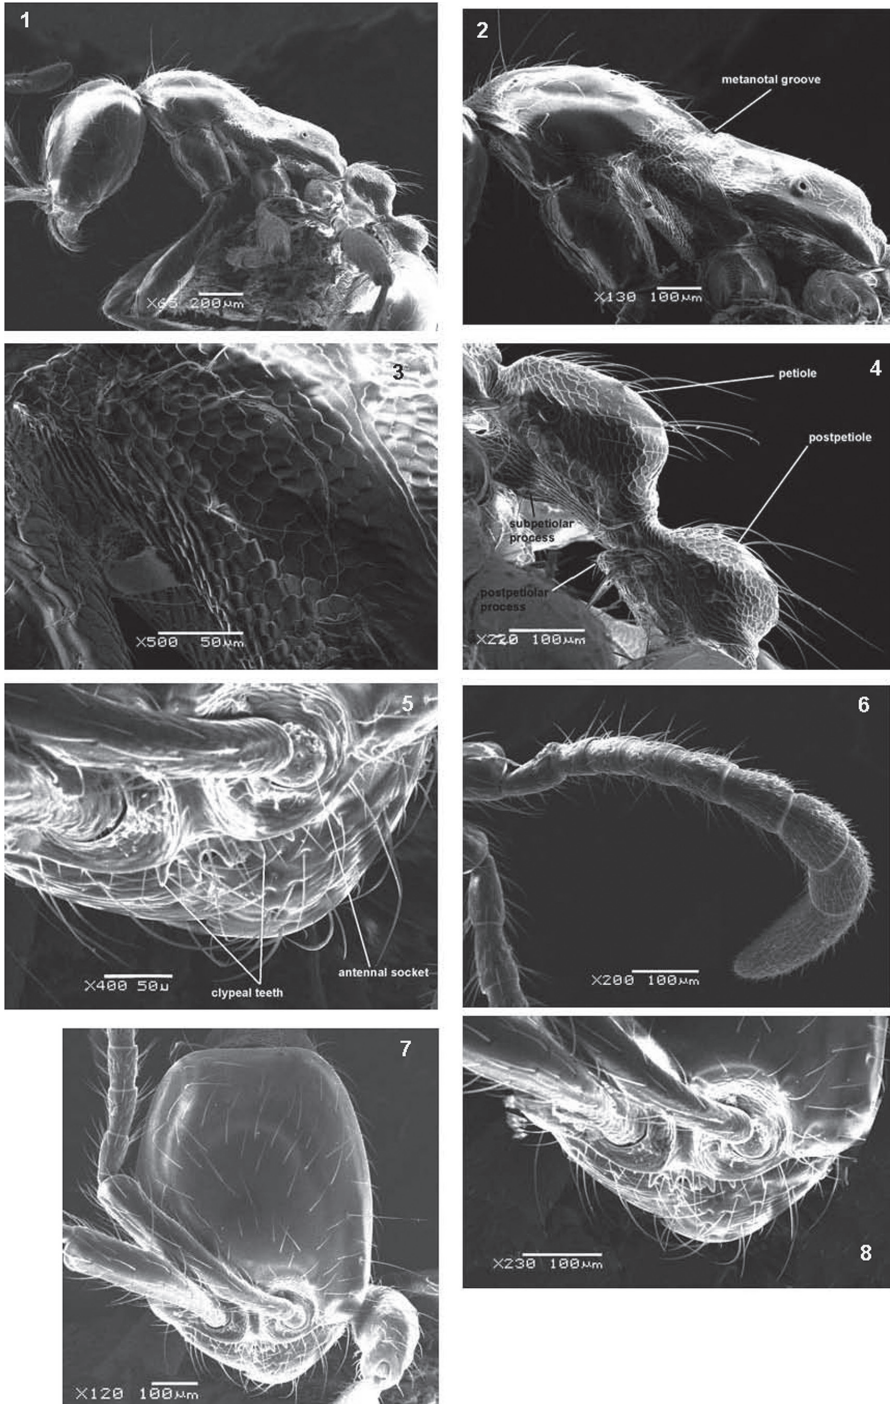 1
X65 200µm
2
metanotal groove
X130 100µm
3
X500 50µm
4
petiole
postpetiole
subpetiolar
process
postpetiolar
process
X220 100µm
5
X400 50µ
clypeal teeth
antennal socket
6
X200 100µm
7
X120 100µm
8
X230 100µm